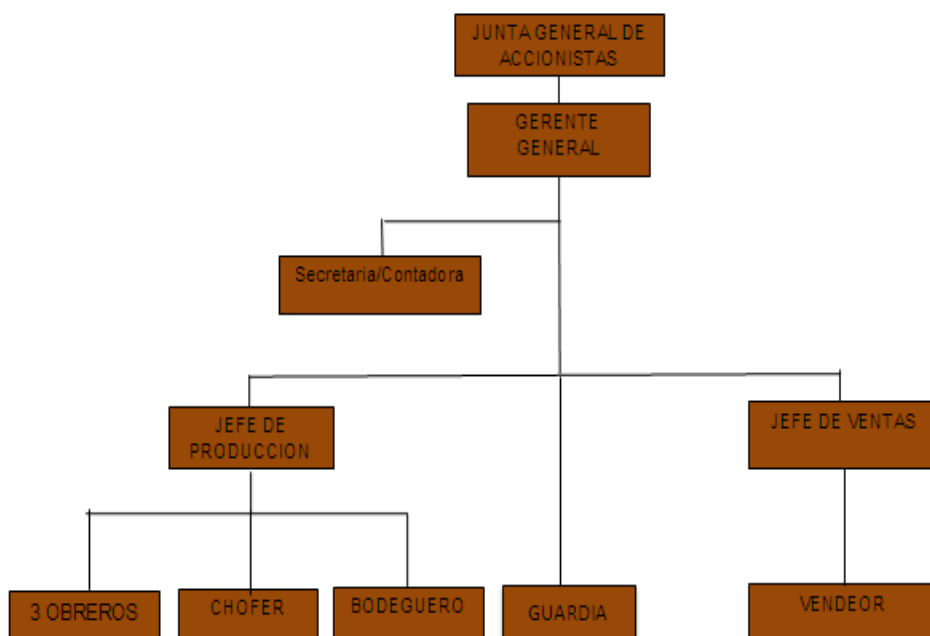 JUNTA GENERAL DE
ACCIONISTAS
GERENTE
GENERAL
Secretaria/Contadora
JEFE DE
PRODUCCION
JEFE DE VENTAS
3 OBREROS
CHOFER
BODEGUERO
GUARDIA
VENDEOR